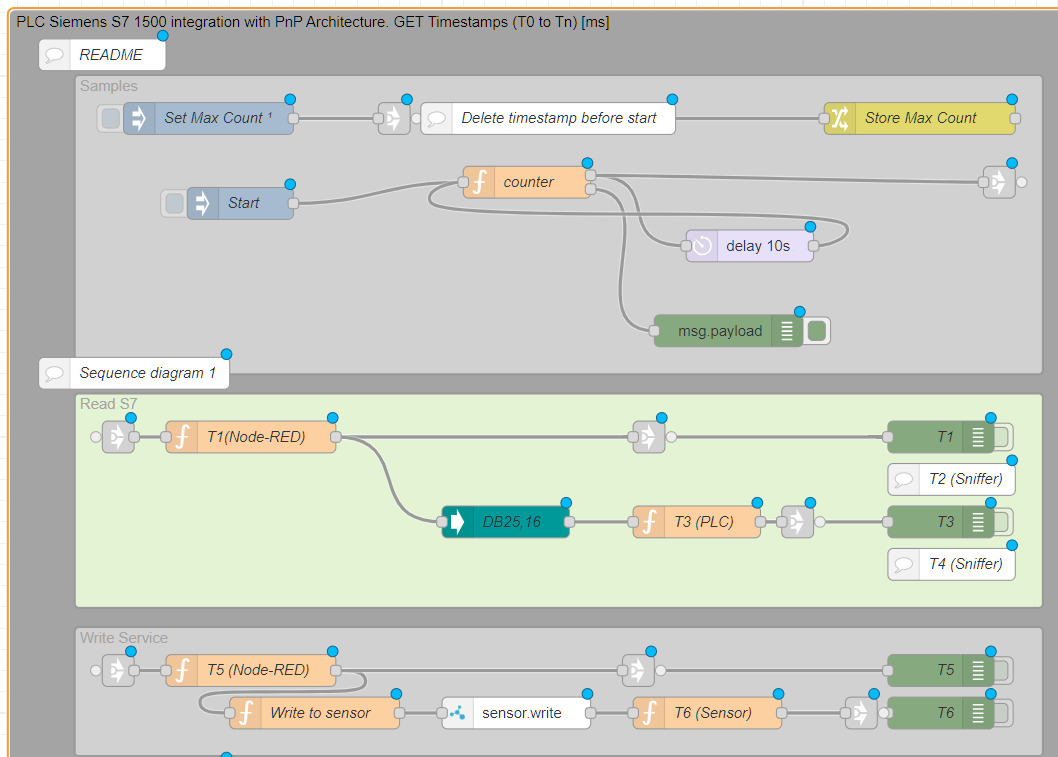 PLC Siemens S7 1500 integration with PnP Architecture. GET Timestamps (T0 to Tn) [ms]
README
Samples
Set Max Count ¹
Delete timestamp before start
Store Max Count
counter
Start
delay 10s
msg.payload
Sequence diagram 1
Read S7
T1(Node-RED)
T1
T2 (Sniffer)
DB25,16
T3 (PLC)
T3
T4 (Sniffer)
Write Service
T5 (Node-RED)
T5
Write to sensor
sensor.write
T6 (Sensor)
T6